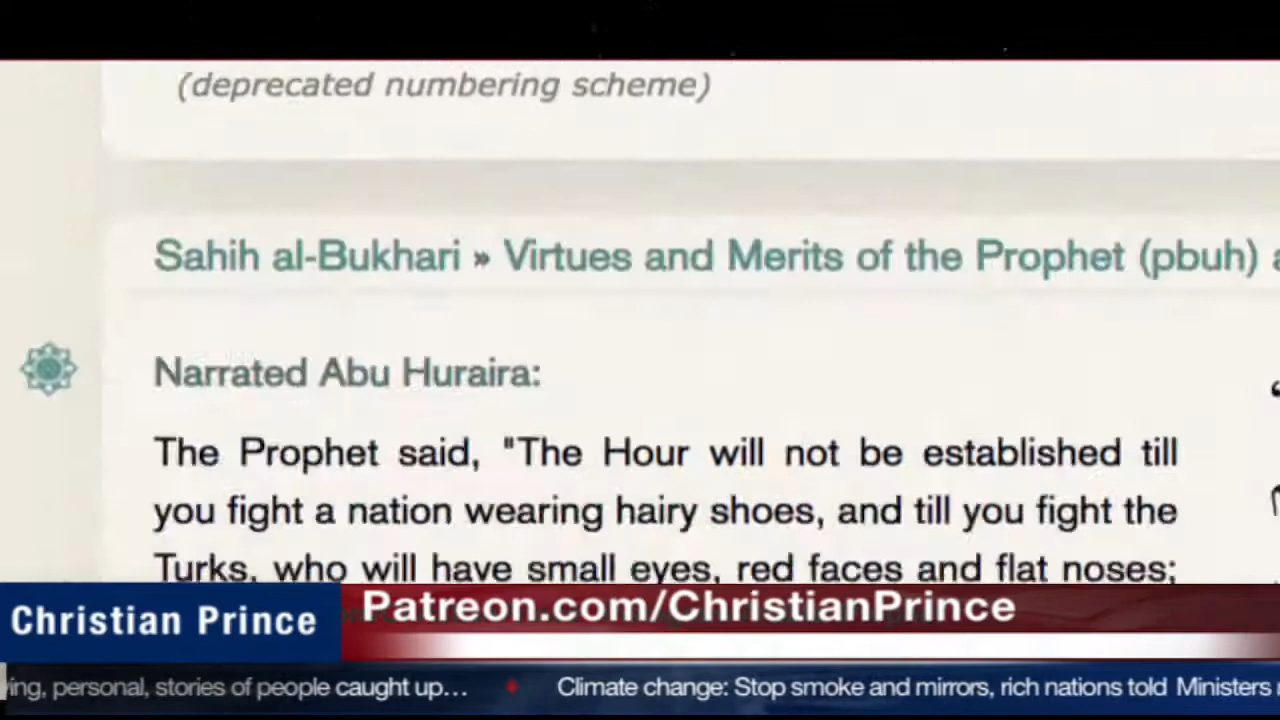 (deprecated numbering scheme)
Sahih al-Bukhari » Virtues and Merits of the Prophet (pbuh) a
Narrated Abu Huraira:
The Prophet said, "The Hour will not be established till
you fight a nation wearing hairy shoes, and till you fight the
Turks, who will have small eyes, red faces and flat noses;
Christian Prince
Patreon.com/ChristianPrince
ing, personal, stories of people caught up... ♦ Climate change: Stop smoke and mirrors, rich nations told Ministers